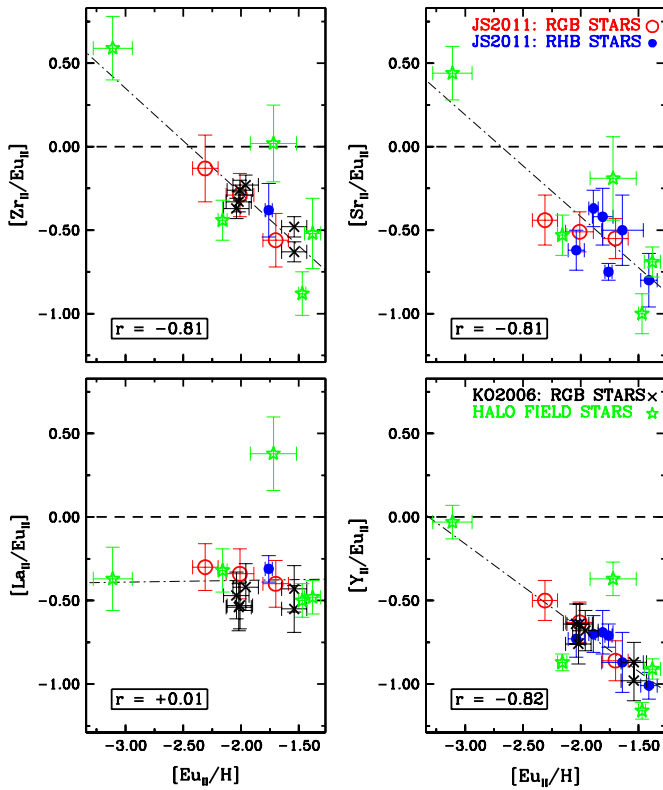 JS2011: RGB STARS
JS2011: RHB STARS
0.50
0.00
-0.50
-1.00
[Zr_II/Eu_II]
r = -0.81
0.50
0.00
-0.50
-1.00
[Sr_II/Eu_II]
r = -0.81
0.50
0.00
-0.50
-1.00
[La_II/Eu_II]
r = +0.01
-3.00 -2.50 -2.00 -1.50
[Eu_II/H]
KO2006: RGB STARS
HALO FIELD STARS
0.50
0.00
-0.50
-1.00
[Y_II/Eu_II]
r = -0.82
-3.00 -2.50 -2.00 -1.50
[Eu_II/H]